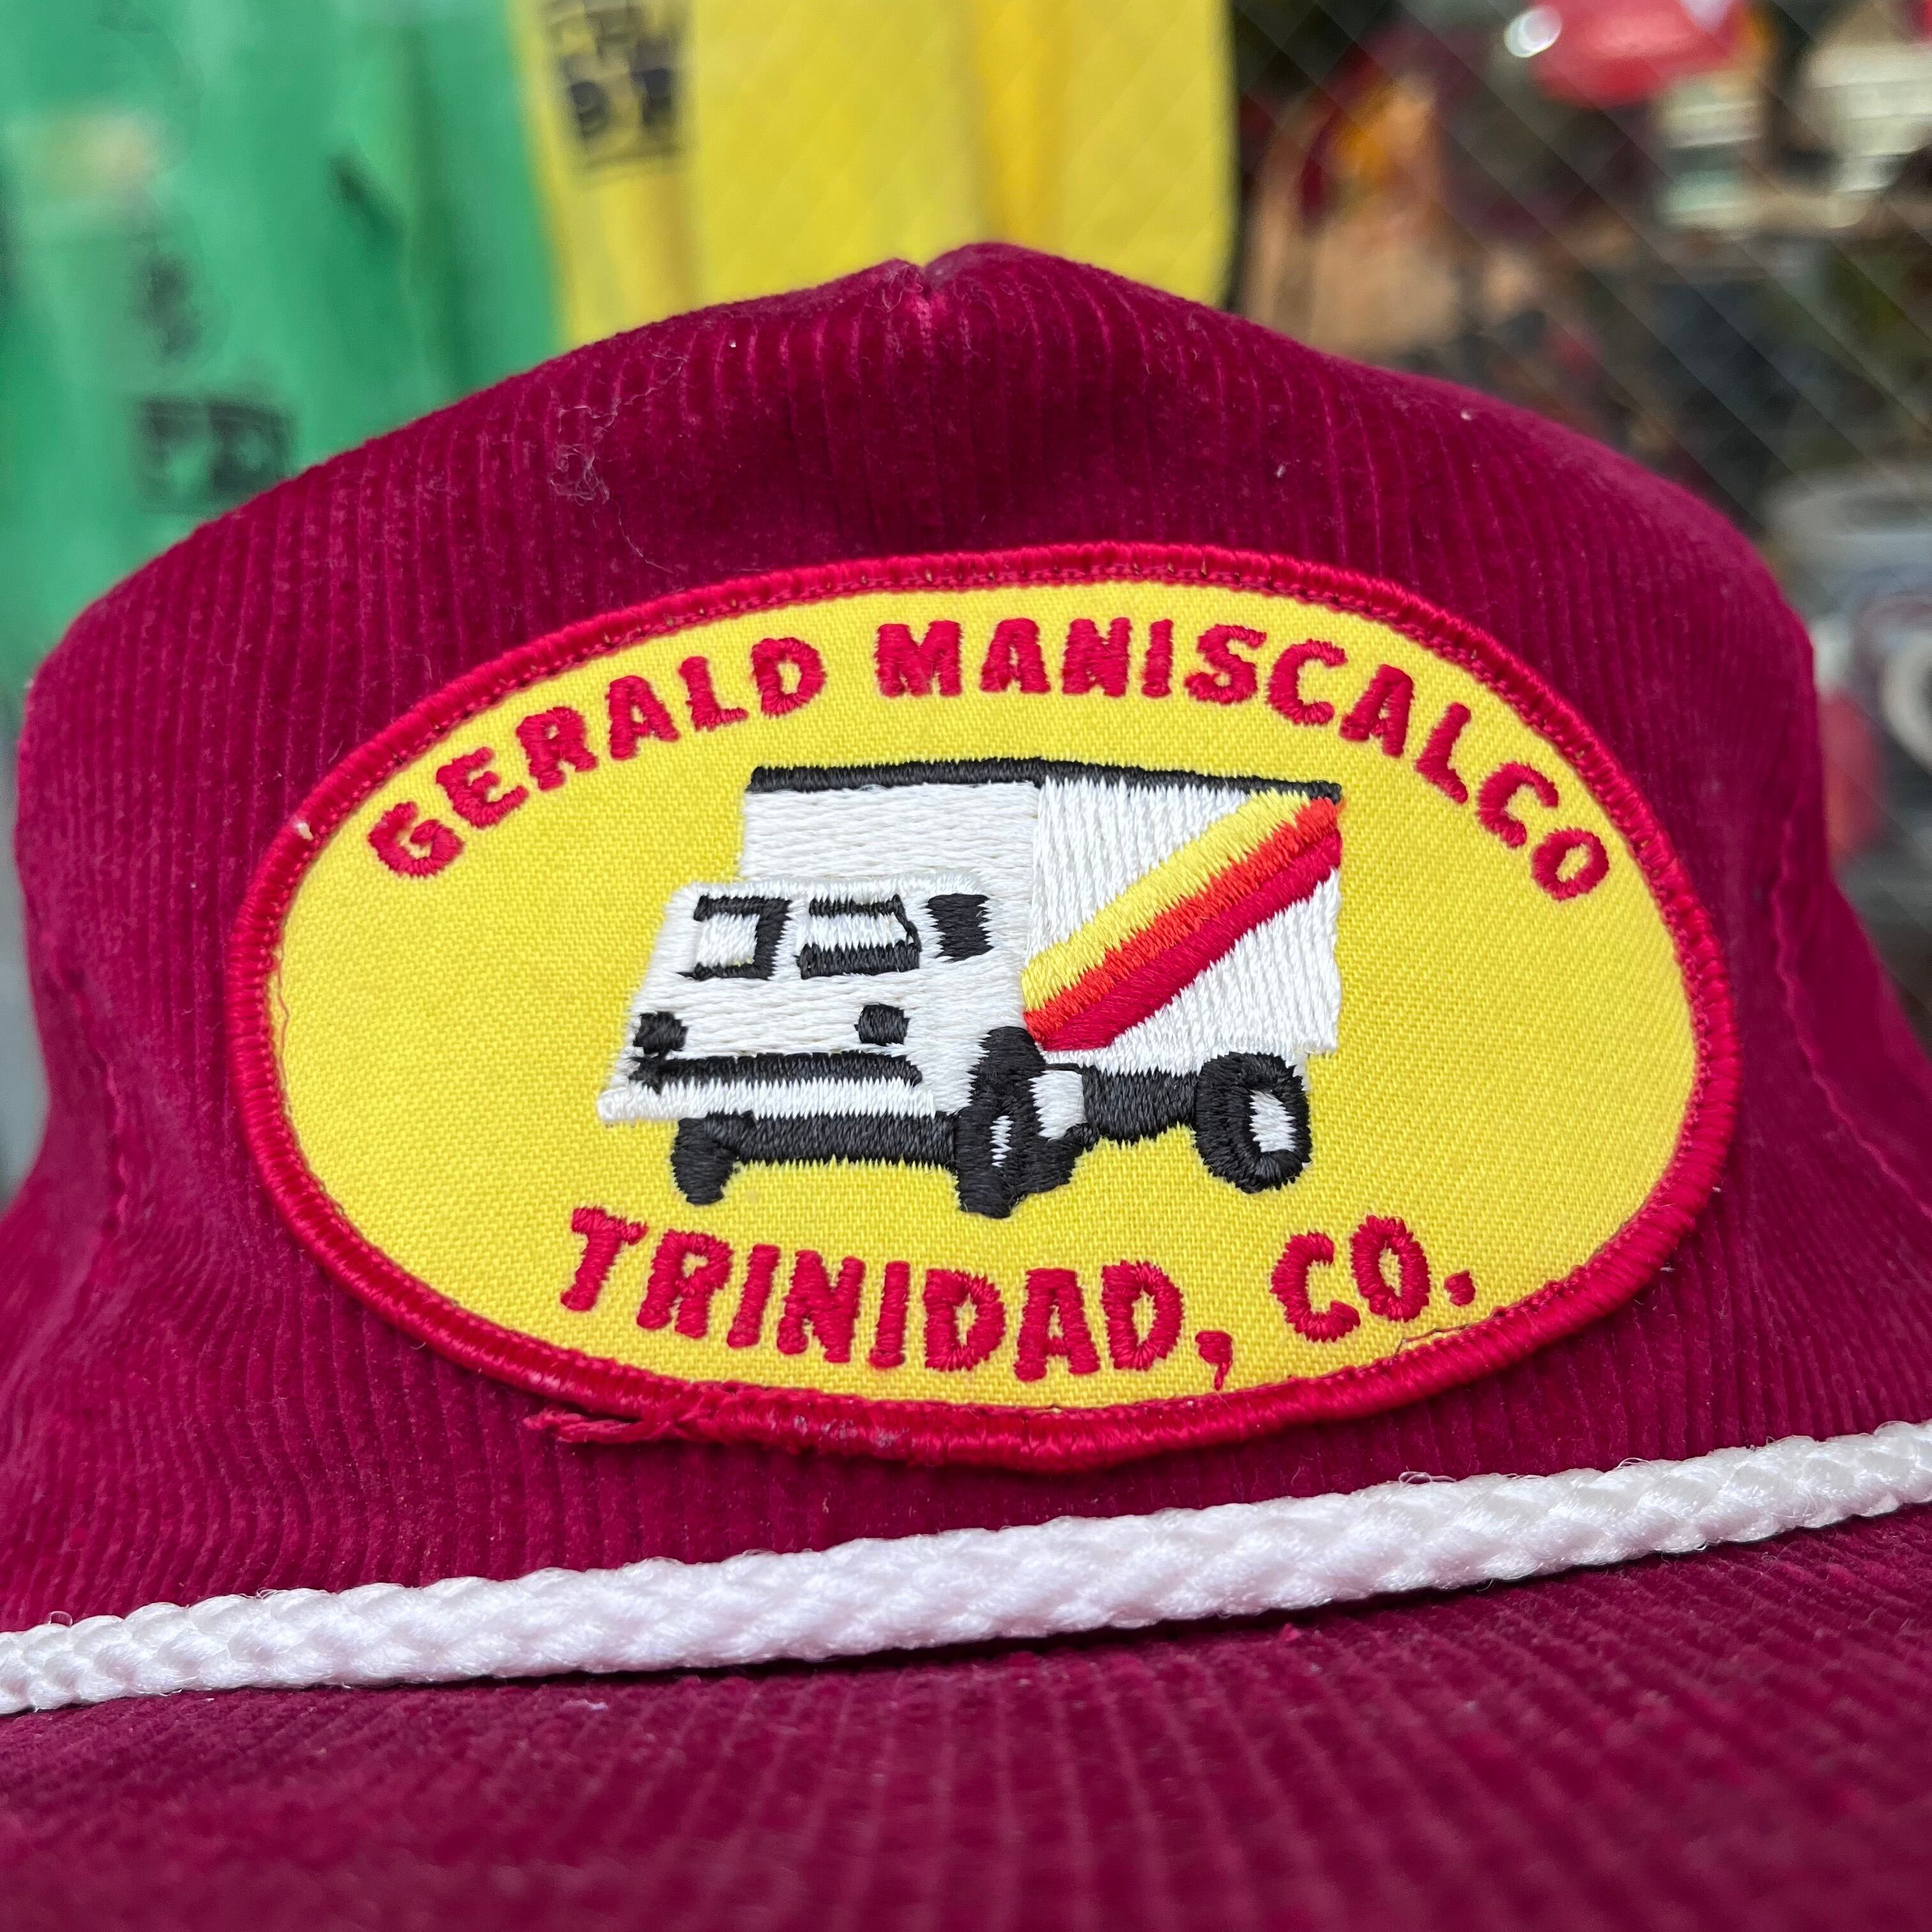 GERALD MANISCALCO
TRINIDAD, CO.